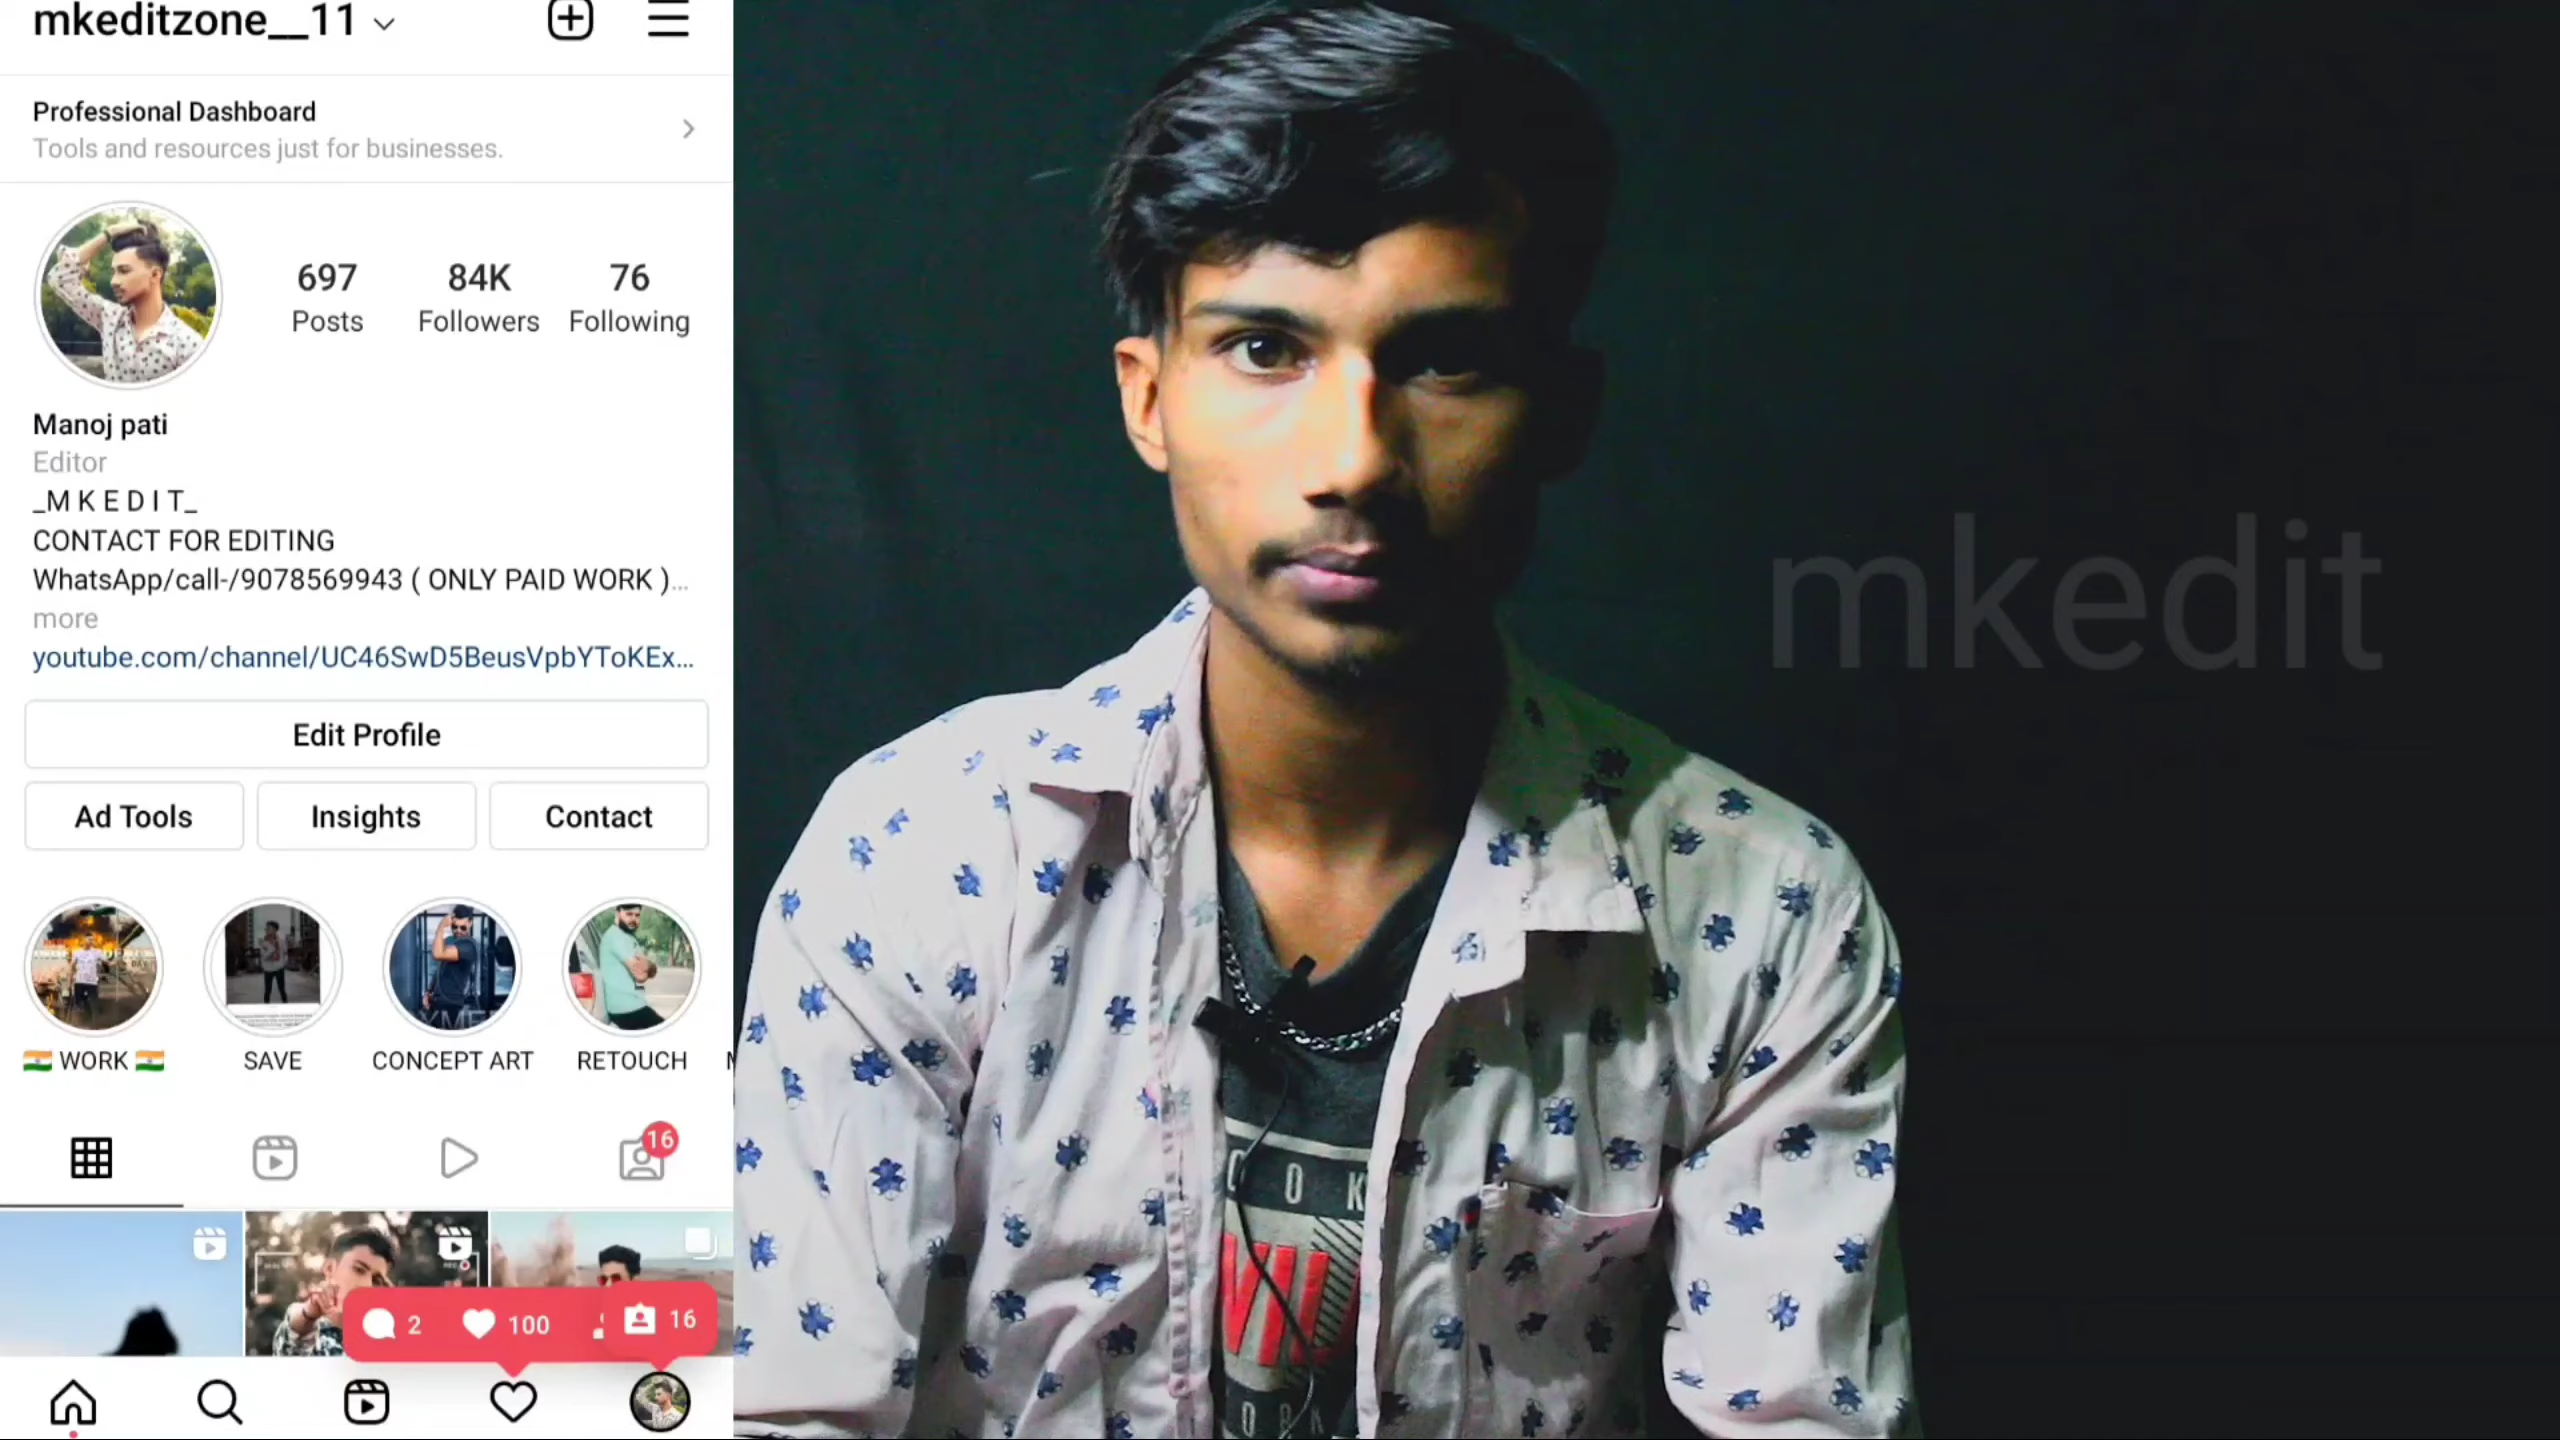 mkeditzone__11
Professional Dashboard
Tools and resources just for businesses.
697
Posts
84K
Followers
76
Following
Manoj pati
Editor
_M K E D I T_
CONTACT FOR EDITING
WhatsApp/call-/9078569943 ( ONLY PAID WORK )...
more
youtube.com/channel/UC46SwD5BeusVpbYToKEx...
Edit Profile
Ad Tools
Insights
Contact
🇮🇳 WORK 🇮🇳
SAVE
CONCEPT ART
RETOUCH
16
2
100
16
mkedit